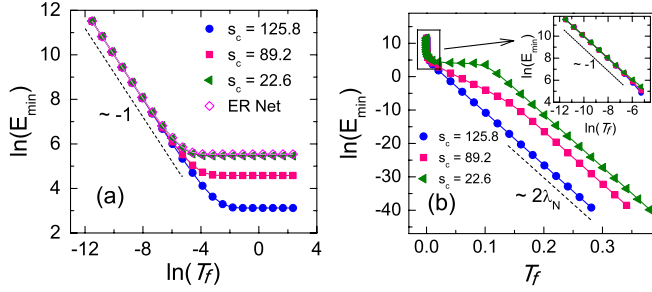 12
10
8
6
4
2
ln(E_min)
s_c = 125.8
s_c = 89.2
s_c = 22.6
ER Net
~ -1
(a)
-12 -8 -4 0 4
ln(T_f)
10
0
-10
-20
-30
-40
ln(E_min)
s_c = 125.8
s_c = 89.2
s_c = 22.6
(b)
~ 2λ_N
0.0 0.1 0.2 0.3
T_f
10
8
6
4
ln(E_min)
~ -1
-12 -10 -8 -6
ln(T_f)